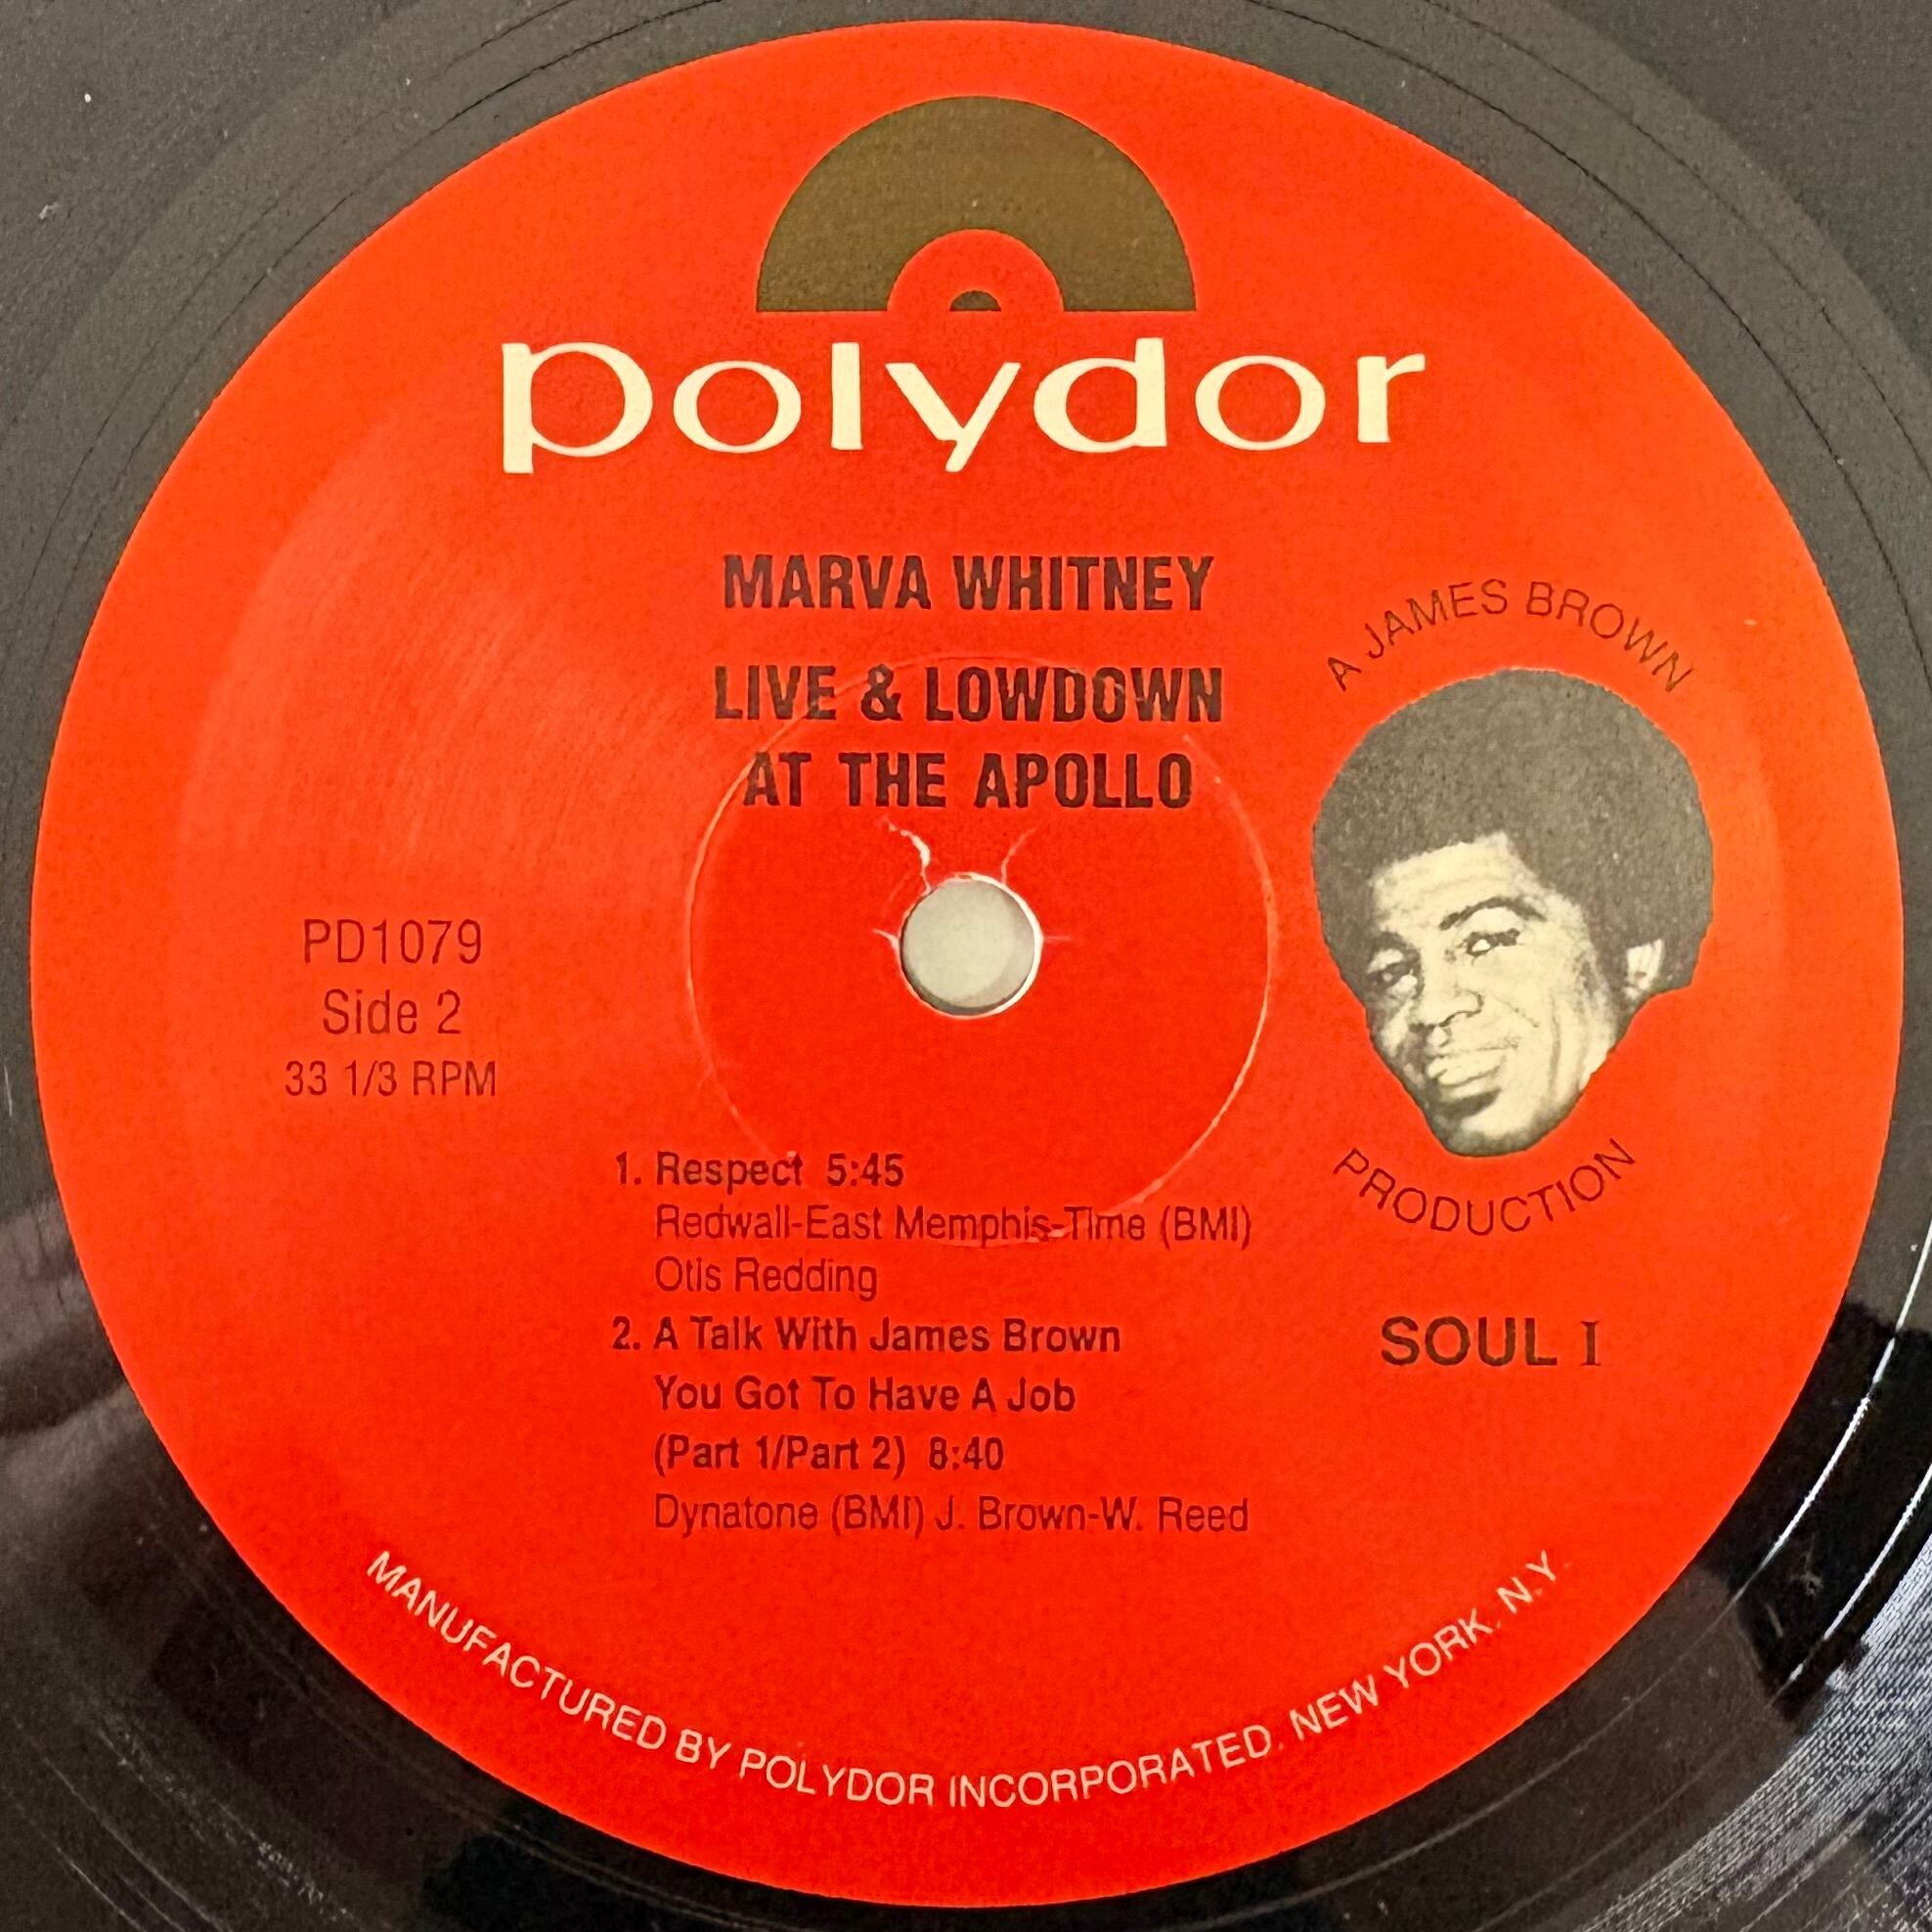 polydor
MARVA WHITNEY
LIVE & LOWDOWN
AT THE APOLLO
A JAMES BROWN
PRODUCTION
SOUL I
PD1079
Side 2
33 1/3 RPM
1. Respect 5:45
Redwall-East Memphis-Time (BMI)
Otis Redding
2. A Talk With James Brown
You Got To Have A Job
(Part 1/Part 2) 8:40
Dynatone (BMI) J. Brown-W. Reed
MANUFACTURED BY POLYDOR INCORPORATED. NEW YORK. N.Y.